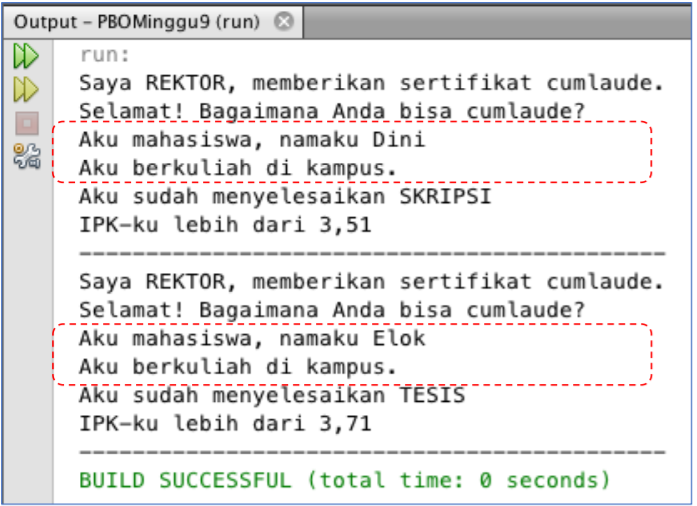 Output – PBOMinggu9 (run)
run:
Saya REKTOR, memberikan sertifikat cumlaude.
Selamat! Bagaimana Anda bisa cumlaude?
Aku mahasiswa, namaku Dini
Aku berkuliah di kampus.
Aku sudah menyelesaikan SKRIPSI
IPK-ku lebih dari 3,51
---------------------------------------------
Saya REKTOR, memberikan sertifikat cumlaude.
Selamat! Bagaimana Anda bisa cumlaude?
Aku mahasiswa, namaku Elok
Aku berkuliah di kampus.
Aku sudah menyelesaikan TESIS
IPK-ku lebih dari 3,71
---------------------------------------------
BUILD SUCCESSFUL (total time: 0 seconds)